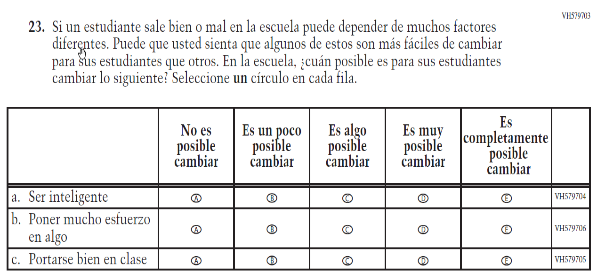 VH579703
23. Si un estudiante sale bien o mal en la escuela puede depender de muchos factores
diferentes. Puede que usted sienta que algunos de estos son más fáciles de cambiar
para sus estudiantes que otros. En la escuela, ¿cuán posible es para sus estudiantes
cambiar lo siguiente? Seleccione un círculo en cada fila.
No es posible cambiar
Es un poco posible cambiar
Es algo posible cambiar
Es muy posible cambiar
Es completamente posible cambiar
a. Ser inteligente A B C D E VH579704
b. Poner mucho esfuerzo
en algo A B C D E VH579706
c. Portarse bien en clase A B C D E VH579705